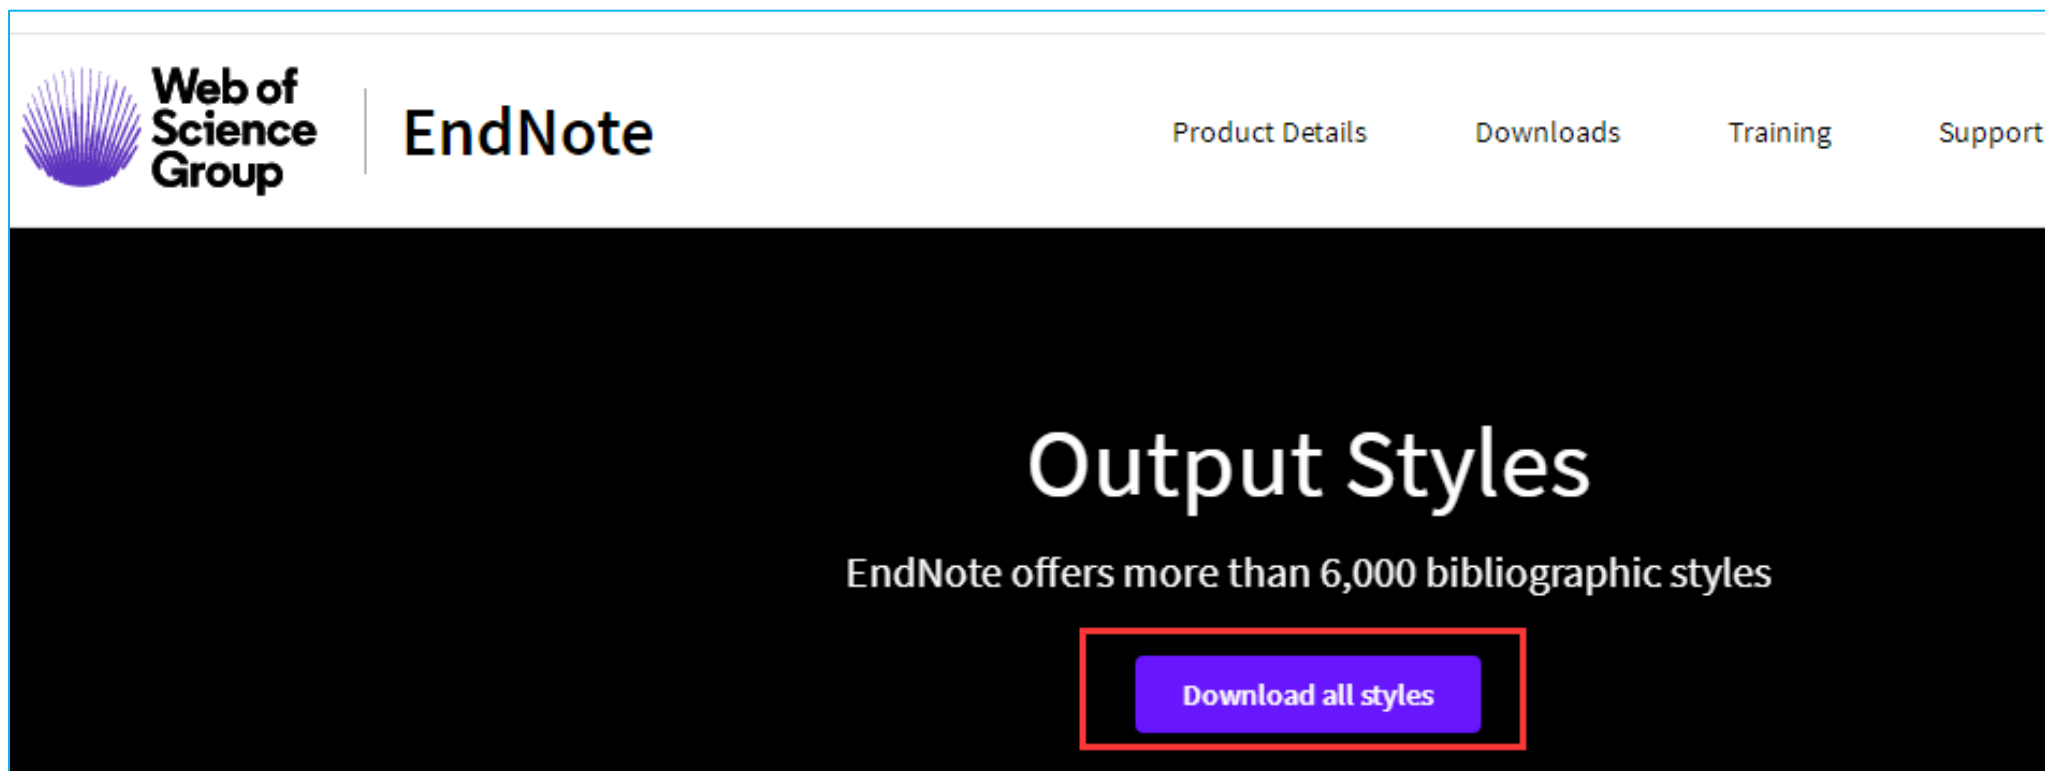 Web of
Science
Group
EndNote
Product Details
Downloads
Training
Support
Output Styles
EndNote offers more than 6,000 bibliographic styles
Download all styles